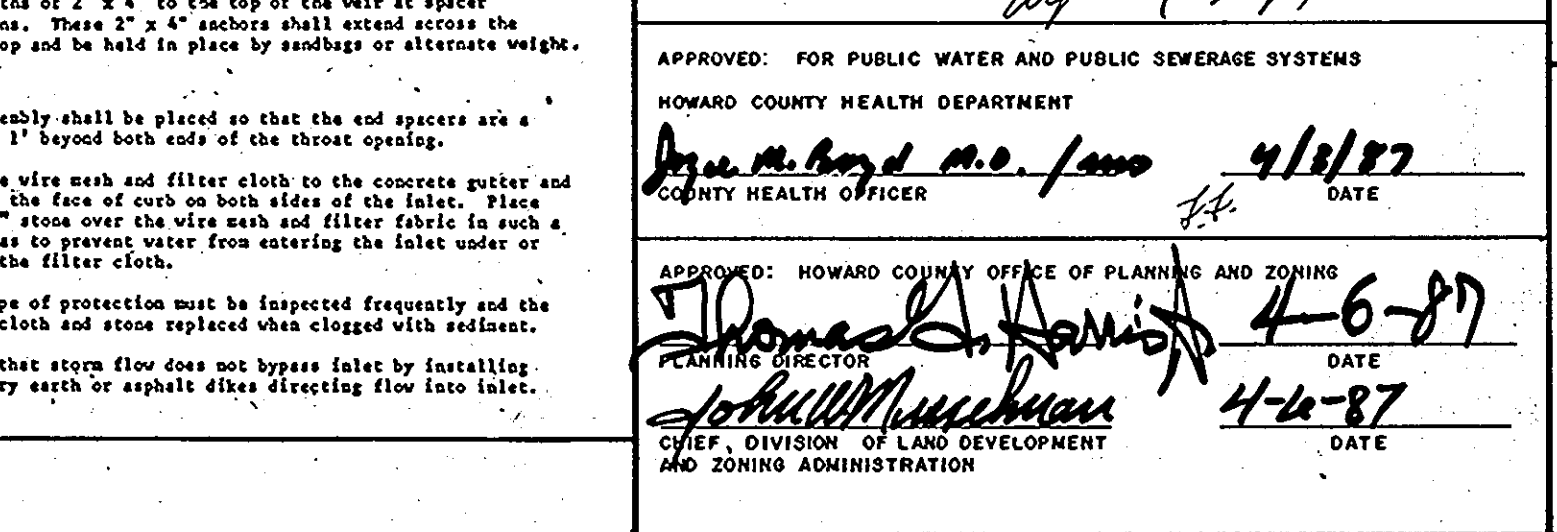 ths of 2" x 4" to the top of the weir at spacer
ns. These 2" x 4" anchors shall extend across the
op and be held in place by sandbags or alternate weight.
embly shall be placed so that the end spacers are a
1' beyond both ends of the throat opening.
e wire mesh and filter cloth to the concrete gutter and
the face of curb on both sides of the inlet. Place
" stone over the wire mesh and filter fabric in such a
as to prevent water from entering the inlet under or
the filter cloth.
pe of protection must be inspected frequently and the
cloth and stone replaced when clogged with sediment.
that storm flow does not bypass inlet by installing
ry earth or asphalt dikes directing flow into inlet.
APPROVED: FOR PUBLIC WATER AND PUBLIC SEWERAGE SYSTEMS
HOWARD COUNTY HEALTH DEPARTMENT
Joyce M. Boyd M.D. / 4/8/87
COUNTY HEALTH OFFICER DATE
APPROVED: HOWARD COUNTY OFFICE OF PLANNING AND ZONING
Thomas G. Harris, Jr 4-6-87
PLANNING DIRECTOR DATE
John W Musselman 4-6-87
CHIEF, DIVISION OF LAND DEVELOPMENT DATE
AND ZONING ADMINISTRATION